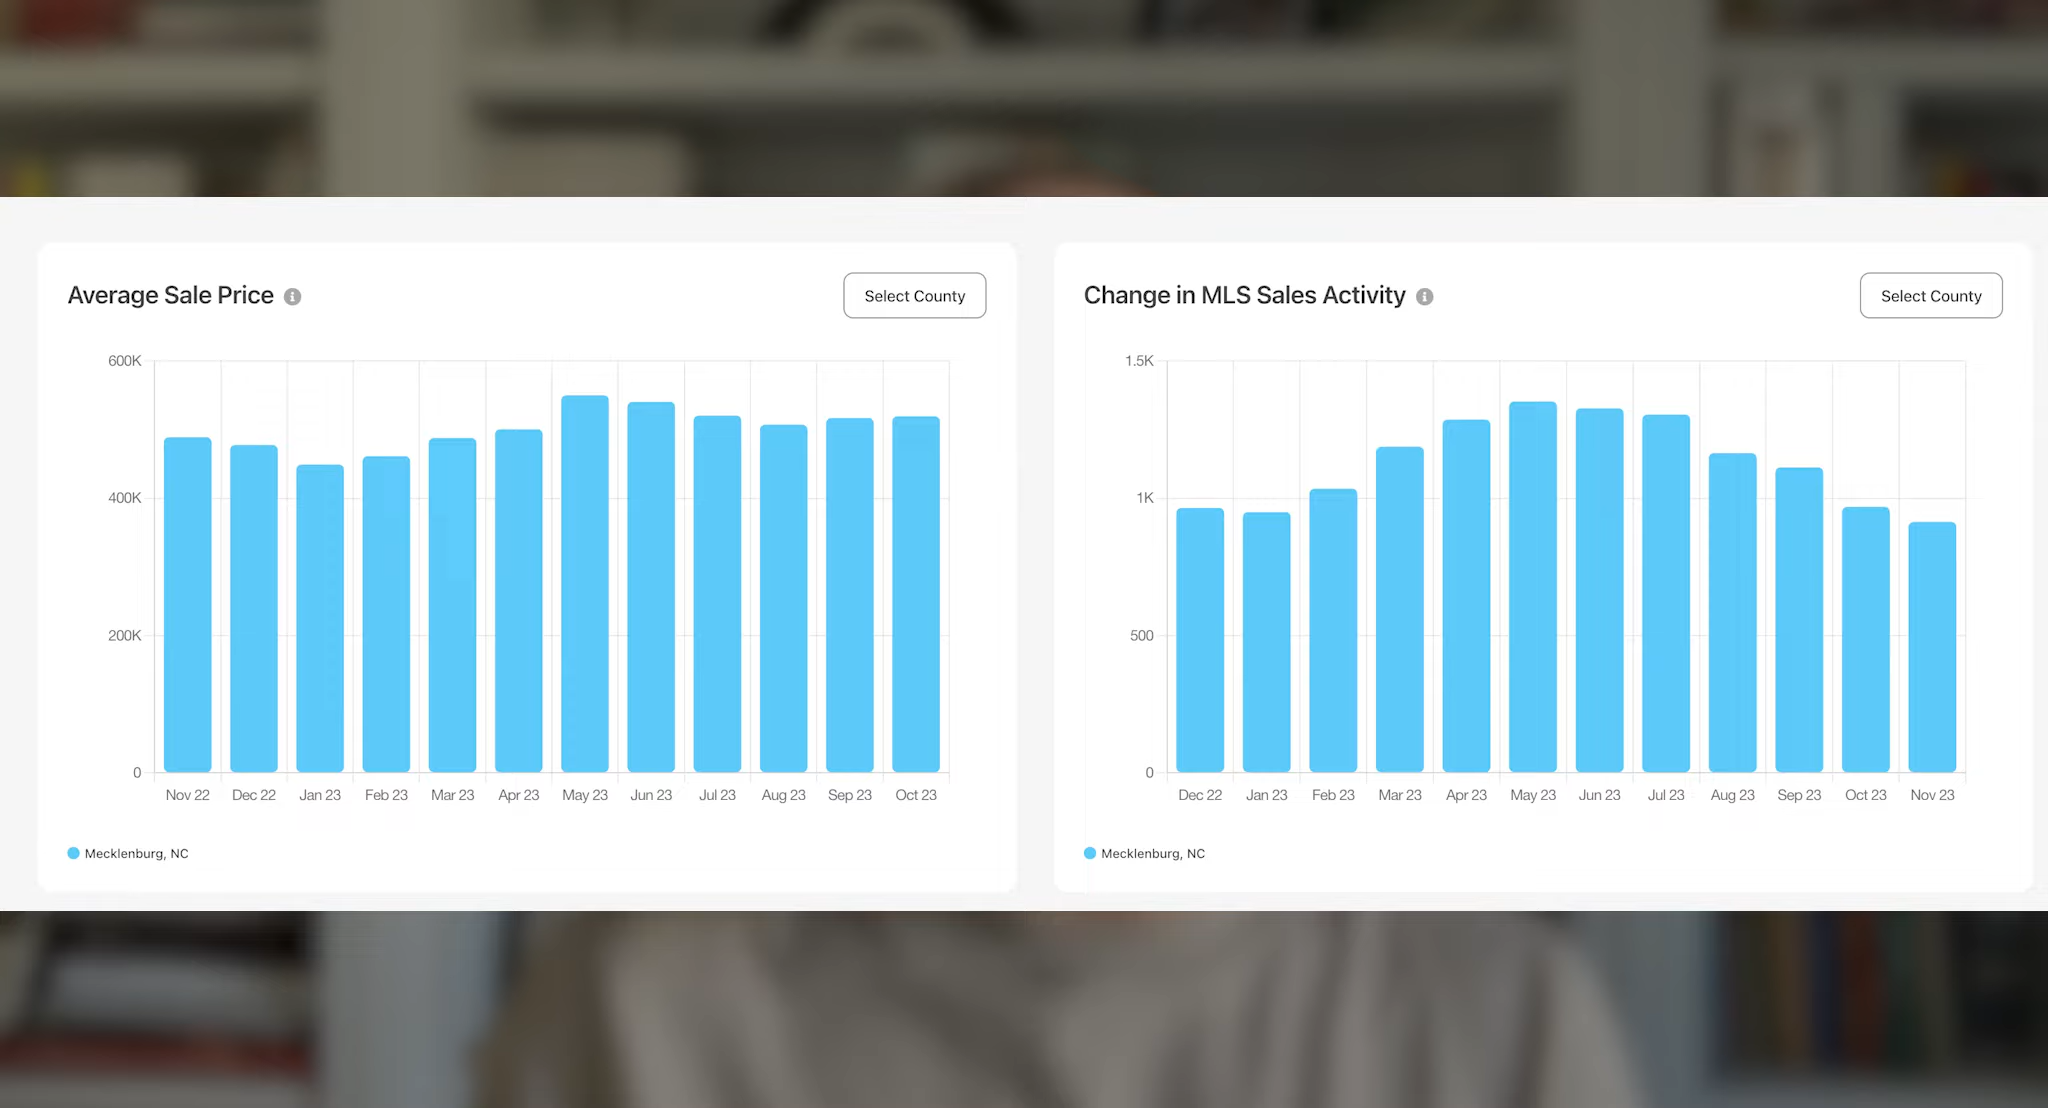 Average Sale Price
Select County
600K
400K
200K
0
Nov 22 Dec 22 Jan 23 Feb 23 Mar 23 Apr 23 May 23 Jun 23 Jul 23 Aug 23 Sep 23 Oct 23
Mecklenburg, NC
Change in MLS Sales Activity
Select County
1.5K
1K
500
0
Dec 22 Jan 23 Feb 23 Mar 23 Apr 23 May 23 Jun 23 Jul 23 Aug 23 Sep 23 Oct 23 Nov 23
Mecklenburg, NC